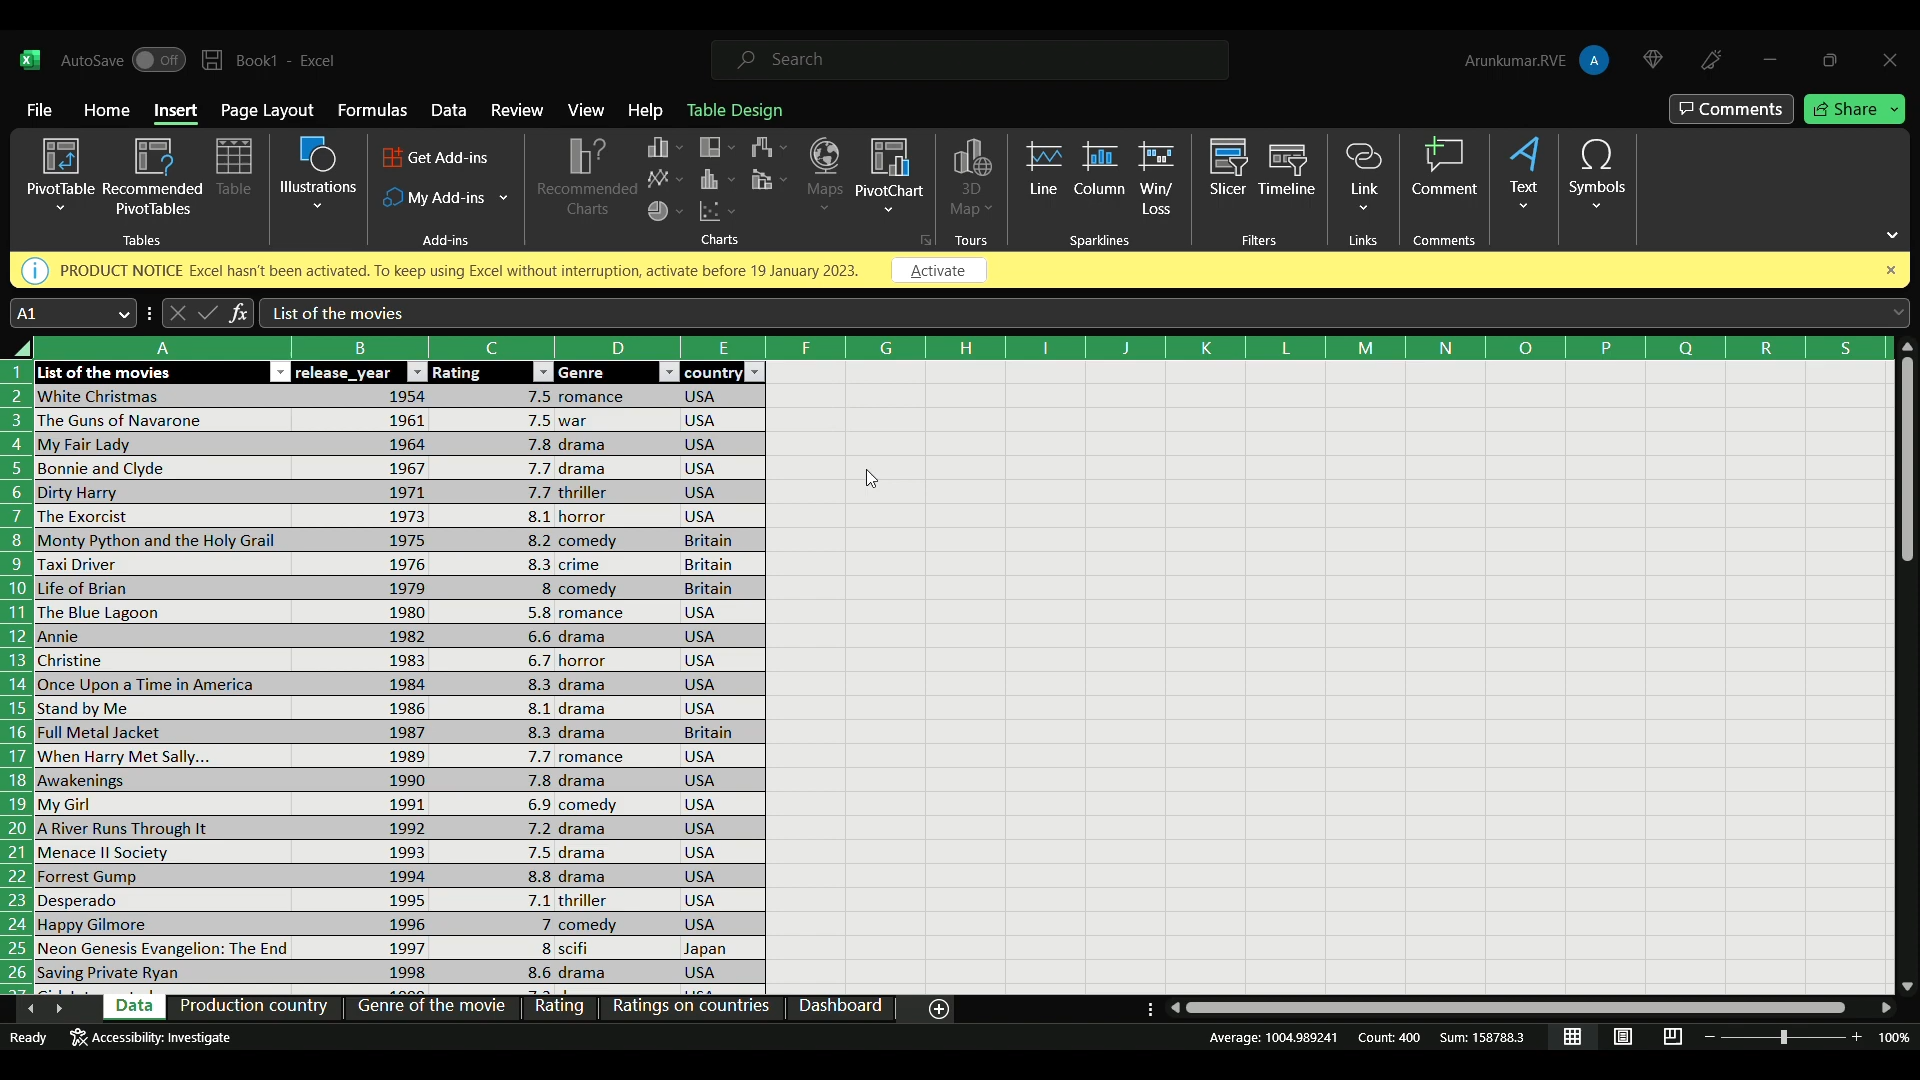 AutoSave Off Book1 - Excel Search Arunkumar.RVE A
File Home Insert Page Layout Formulas Data Review View Help Table Design Comments Share
PivotTable Recommended PivotTables Table Illustrations Get Add-ins My Add-ins Recommended Charts Maps PivotChart 3D Map Line Column Win/Loss Slicer Timeline Link Comment Text Symbols
Tables Add-ins Charts Tours Sparklines Filters Links Comments
PRODUCT NOTICE Excel hasn't been activated. To keep using Excel without interruption, activate before 19 January 2023. Activate
A1 fx List of the movies
A B C D E F G H I J K L M N O P Q R S
1 List of the movies release_year Rating Genre country
2 White Christmas 1954 7.5 romance USA
3 The Guns of Navarone 1961 7.5 war USA
4 My Fair Lady 1964 7.8 drama USA
5 Bonnie and Clyde 1967 7.7 drama USA
6 Dirty Harry 1971 7.7 thriller USA
7 The Exorcist 1973 8.1 horror USA
8 Monty Python and the Holy Grail 1975 8.2 comedy Britain
9 Taxi Driver 1976 8.3 crime Britain
10 Life of Brian 1979 8 comedy Britain
11 The Blue Lagoon 1980 5.8 romance USA
12 Annie 1982 6.6 drama USA
13 Christine 1983 6.7 horror USA
14 Once Upon a Time in America 1984 8.3 drama USA
15 Stand by Me 1986 8.1 drama USA
16 Full Metal Jacket 1987 8.3 drama Britain
17 When Harry Met Sally... 1989 7.7 romance USA
18 Awakenings 1990 7.8 drama USA
19 My Girl 1991 6.9 comedy USA
20 A River Runs Through It 1992 7.2 drama USA
21 Menace II Society 1993 7.5 drama USA
22 Forrest Gump 1994 8.8 drama USA
23 Desperado 1995 7.1 thriller USA
24 Happy Gilmore 1996 7 comedy USA
25 Neon Genesis Evangelion: The End 1997 8 scifi Japan
26 Saving Private Ryan 1998 8.6 drama USA
Data Production country Genre of the movie Rating Ratings on countries Dashboard
Ready Accessibility: Investigate Average: 1004.989241 Count: 400 Sum: 158788.3 100%